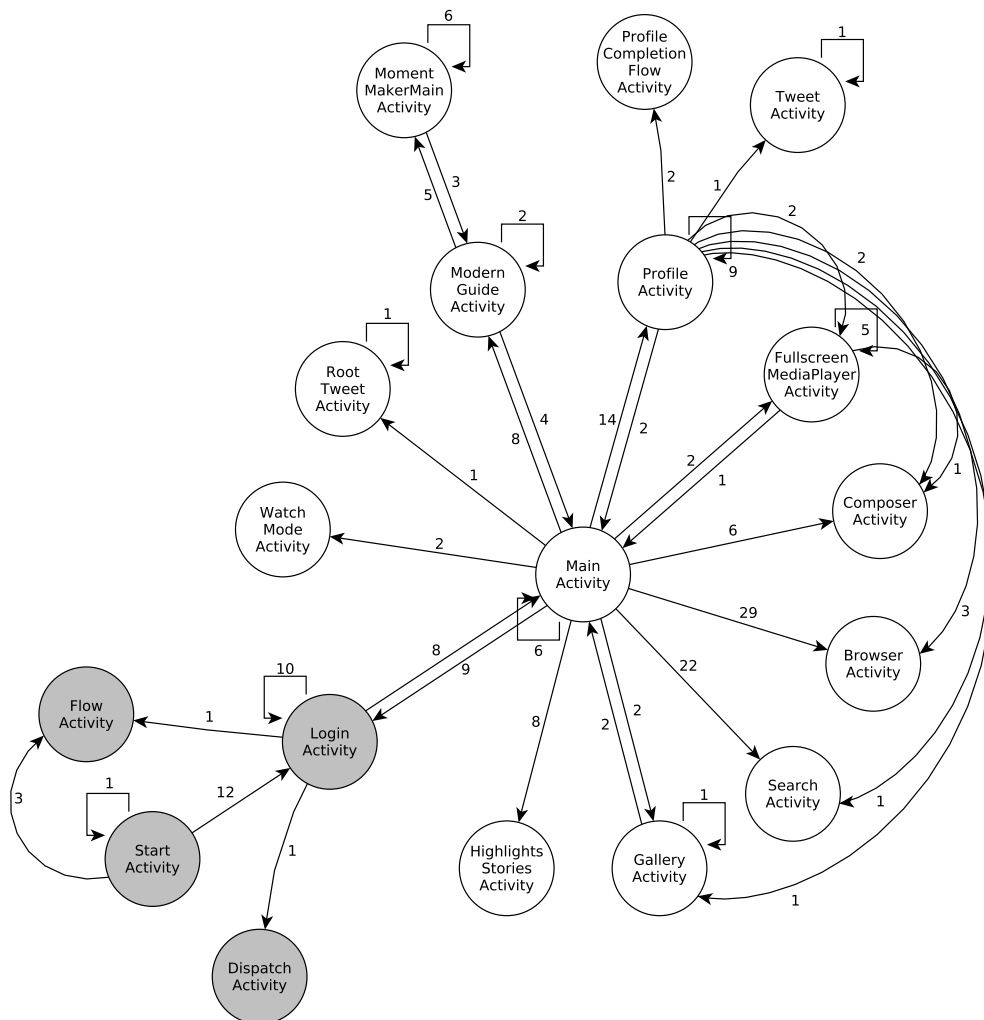 6
Moment
MakerMain
Activity
Profile
Completion
Flow
Activity
1
Tweet
Activity
3
5
2
1
2
Modern
Guide
Activity
2
Profile
Activity
9
2
2
1
Root
Tweet
Activity
5
Fullscreen
MediaPlayer
Activity
4
8
14
2
2
1
1
1
Watch
Mode
Activity
2
Composer
Activity
6
Main
Activity
6
29
3
Browser
Activity
8
9
22
10
Flow
Activity
1
Login
Activity
8
2
2
3
12
1
Start
Activity
1
Search
Activity
1
1
Highlights
Stories
Activity
Gallery
Activity
1
Dispatch
Activity